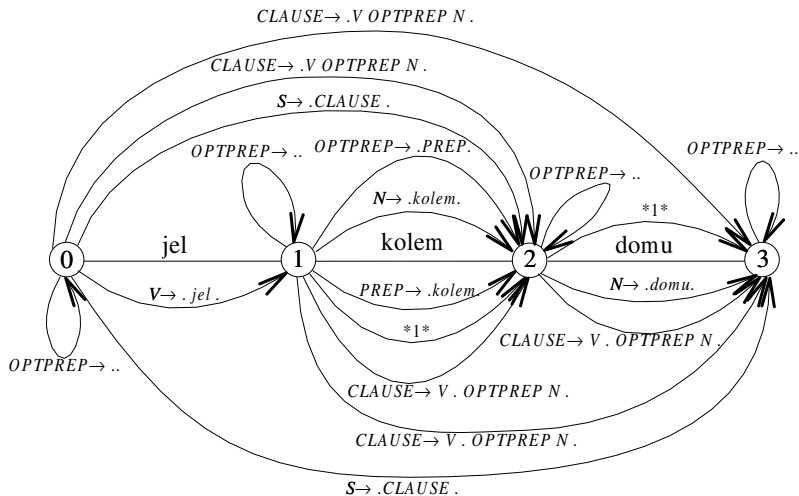 CLAUSE→ .V OPTPREP N .
CLAUSE→ .V OPTPREP N .
S→ .CLAUSE .
OPTPREP→ ..
OPTPREP→ .PREP.
OPTPREP→ ..
OPTPREP→ ..
N→ .kolem.
*1*
jel
kolem
domu
0
1
2
3
V→ . jel .
PREP→ .kolem.
N→ .domu.
*1*
CLAUSE→ V . OPTPREP N .
OPTPREP→ ..
CLAUSE→ V . OPTPREP N .
CLAUSE→ V . OPTPREP N .
S→ .CLAUSE .